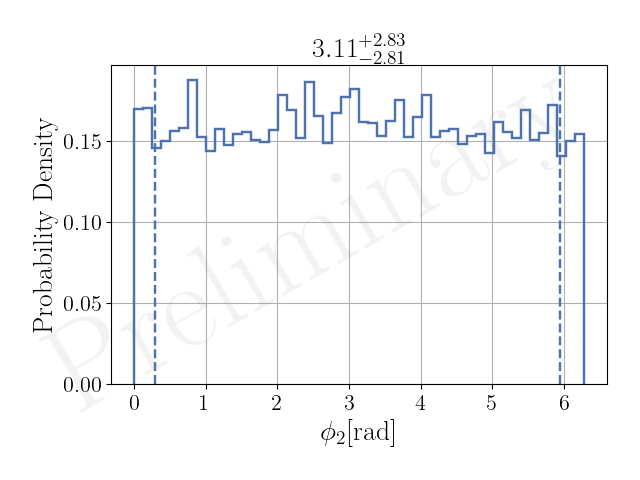 3.11+2.83−2.81
Probability Density
0.15
0.10
0.05
0.00
0 1 2 3 4 5 6
ϕ2[rad]
Preliminary